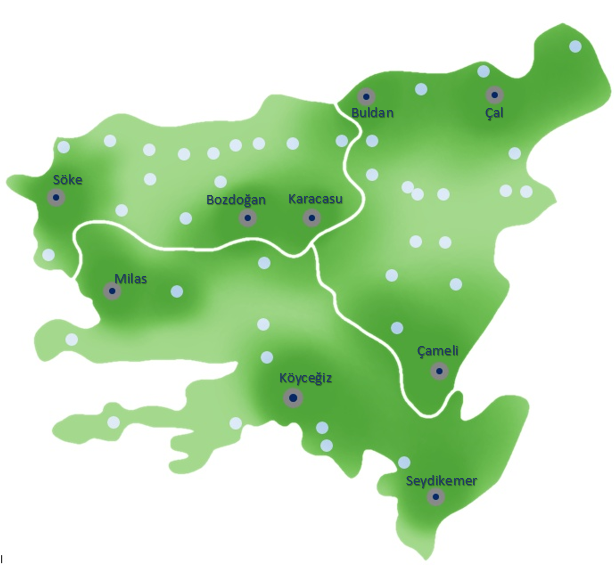 Buldan
Çal
Söke
Bozdoğan
Karacasu
Milas
Çameli
Köyceğiz
Seydikemer
l